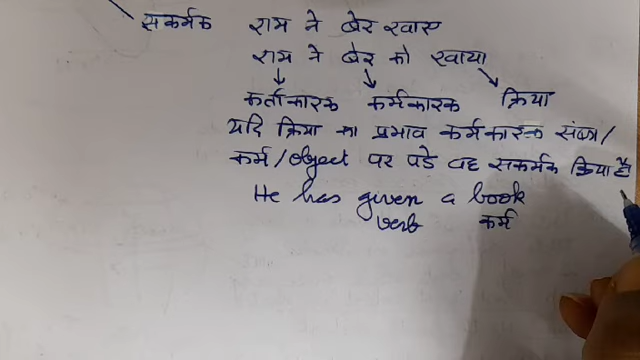 सकर्मक राम ने बेर खाए
राम ने बेर को खाया
कर्ताकारक कर्मकारक क्रिया
यदि क्रिया का प्रभाव कर्मकारक संज्ञा/
कर्म/object पर पडे वह सकर्मक क्रिया है
He has given a book
verb कर्म